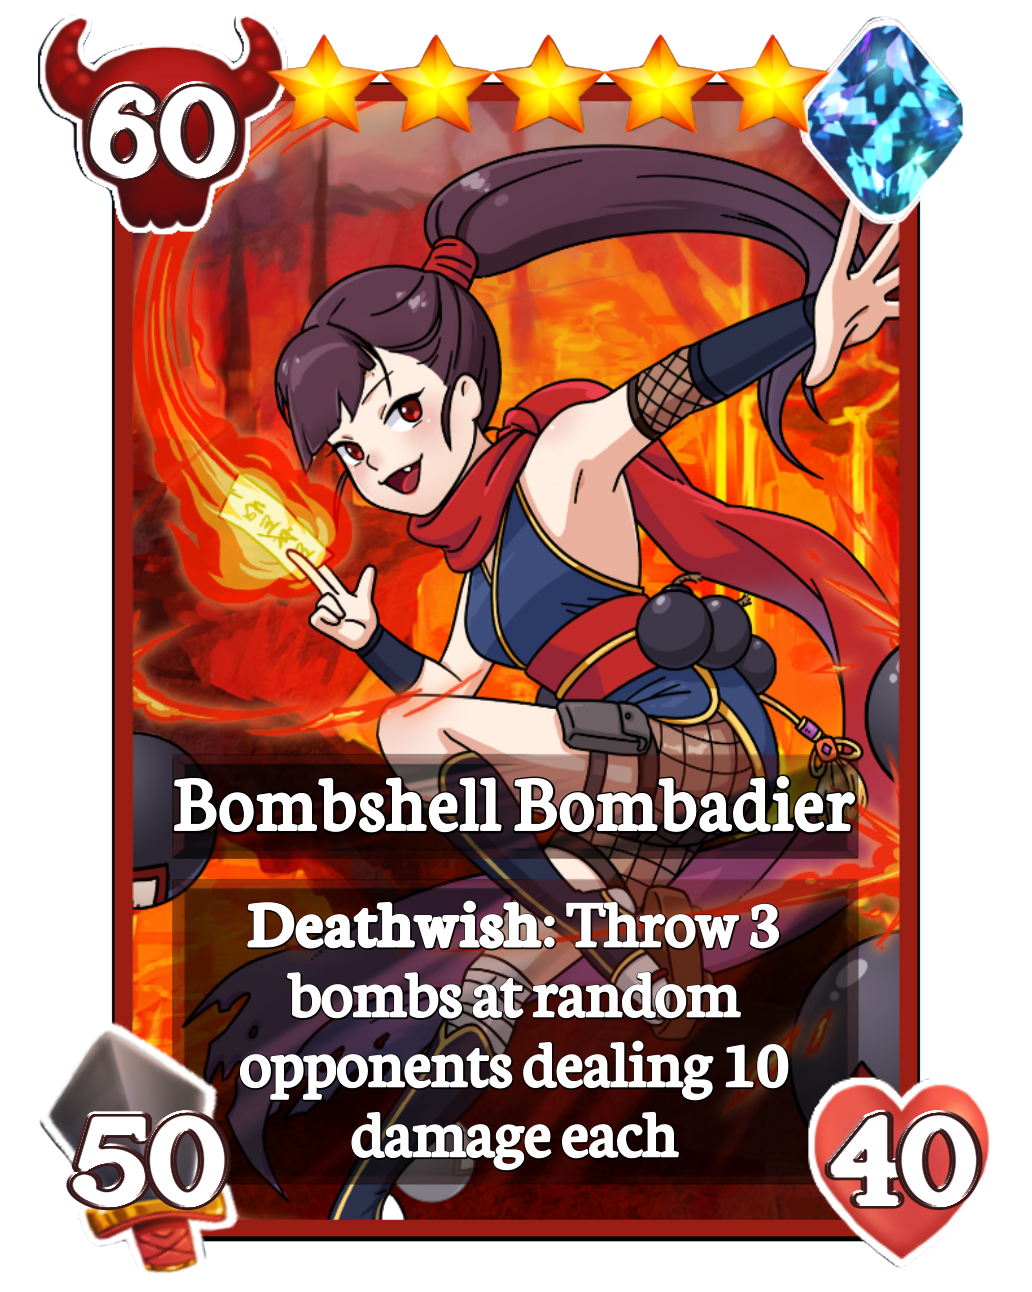 60
Bombshell Bombadier
Deathwish: Throw 3
bombs at random
opponents dealing 10
damage each
50
40